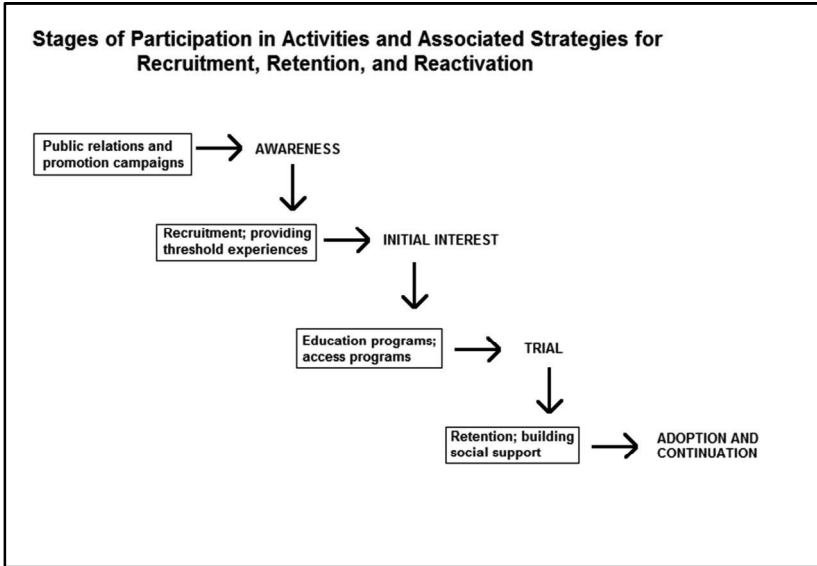 Stages of Participation in Activities and Associated Strategies for
Recruitment, Retention, and Reactivation
Public relations and
promotion campaigns
AWARENESS
Recruitment; providing
threshold experiences
INITIAL INTEREST
Education programs;
access programs
TRIAL
Retention; building
social support
ADOPTION AND
CONTINUATION